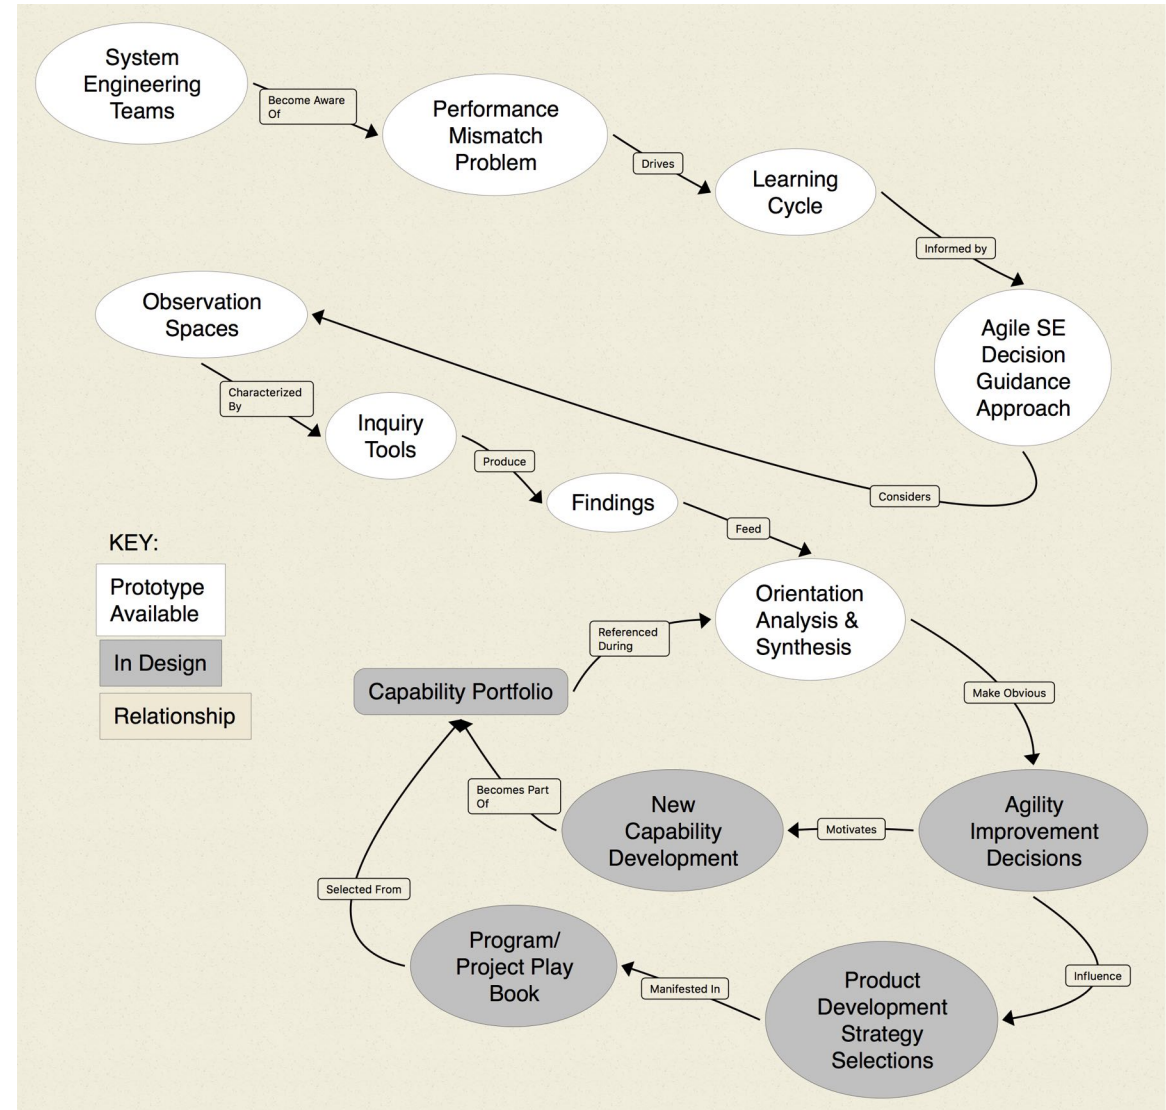 System
Engineering
Teams
Become Aware
Of
Performance
Mismatch
Problem
Drives
Learning
Cycle
Informed by
Agile SE
Decision
Guidance
Approach
Considers
Observation
Spaces
Characterized
By
Inquiry
Tools
Produce
Findings
Feed
Orientation
Analysis &
Synthesis
Make Obvious
Agility
Improvement
Decisions
Motivates
New
Capability
Development
Becomes Part
Of
Capability Portfolio
Referenced
During
Influence
Product
Development
Strategy
Selections
Manifested In
Program/
Project Play
Book
Selected From
KEY:
Prototype
Available
In Design
Relationship